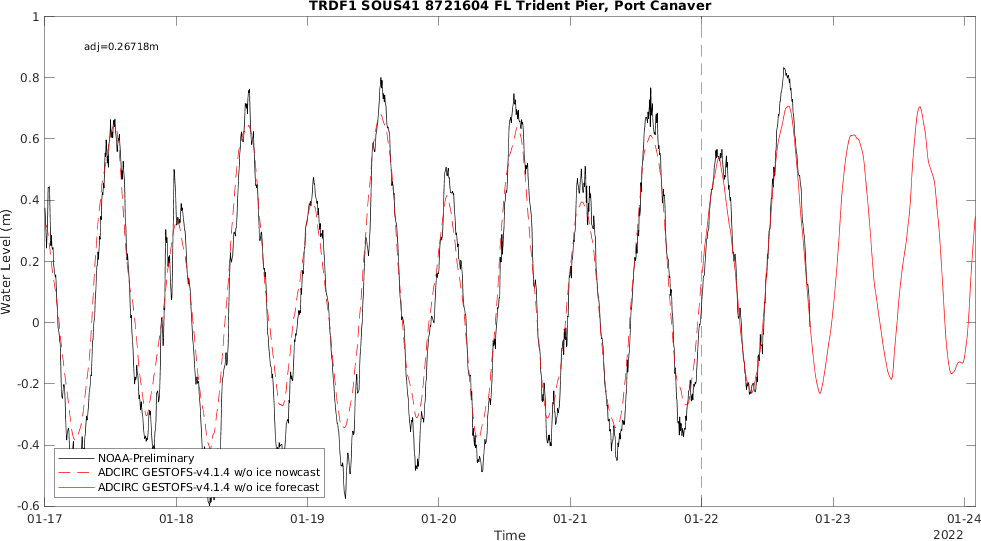 TRDF1 SOUS41 8721604 FL Trident Pier, Port Canaver
adj=0.26718m
Water Level (m)
1
0.8
0.6
0.4
0.2
0
-0.2
-0.4
-0.6
NOAA-Preliminary
ADCIRC GESTOFS-v4.1.4 w/o ice nowcast
ADCIRC GESTOFS-v4.1.4 w/o ice forecast
01-17 01-18 01-19 01-20 01-21 01-22 01-23 01-24
Time
2022